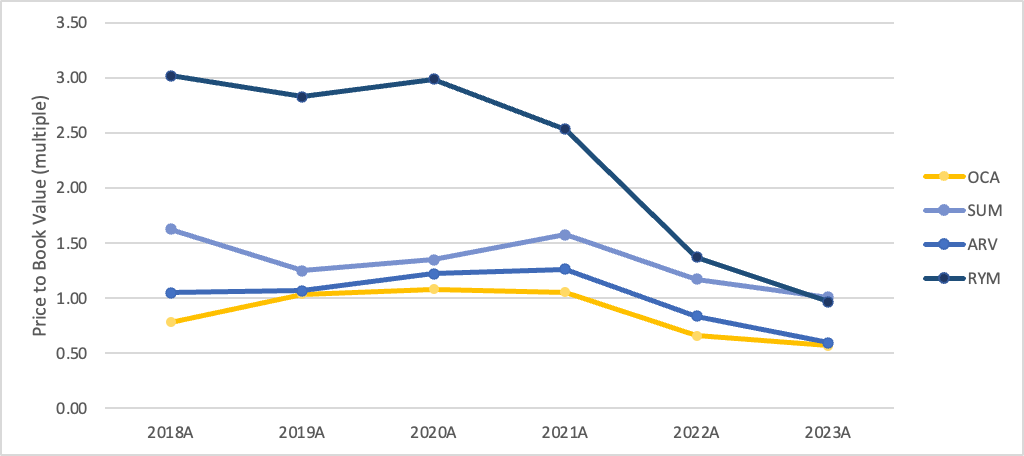 3.50
3.00
2.50
2.00
1.50
1.00
0.50
0.00
Price to Book Value (multiple)
2018A 2019A 2020A 2021A 2022A 2023A
OCA
SUM
ARV
RYM